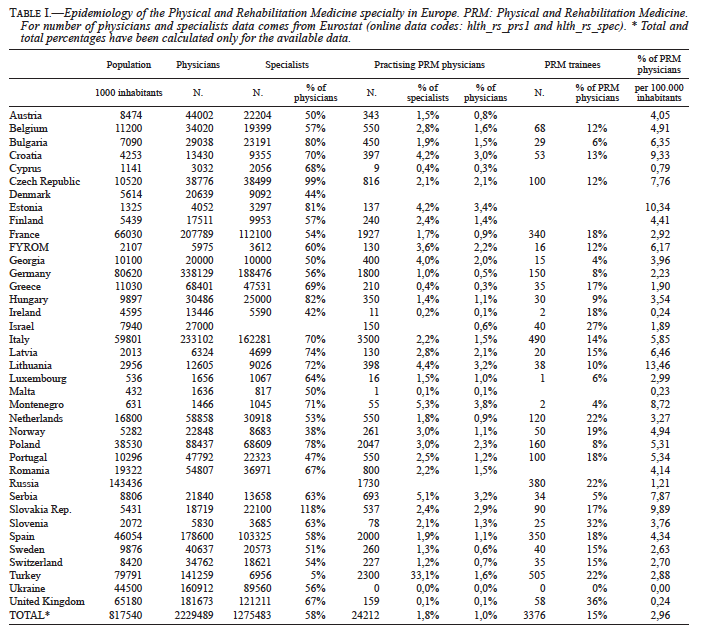 TABLE I.—Epidemiology of the Physical and Rehabilitation Medicine specialty in Europe. PRM: Physical and Rehabilitation Medicine.
For number of physicians and specialists data comes from Eurostat (online data codes: hlth_rs_prs1 and hlth_rs_spec). * Total and
total percentages have been calculated only for the available data.
Population Physicians Specialists Practising PRM physicians PRM trainees % of PRM physicians
1000 inhabitants N. N. % of physicians N. % of specialists % of physicians N. % of PRM physicians per 100.000 inhabitants
Austria 8474 44002 22204 50% 343 1,5% 0,8% 4,05
Belgium 11200 34020 19399 57% 550 2,8% 1,6% 68 12% 4,91
Bulgaria 7090 29038 23191 80% 450 1,9% 1,5% 29 6% 6,35
Croatia 4253 13430 9355 70% 397 4,2% 3,0% 53 13% 9,33
Cyprus 1141 3032 2056 68% 9 0,4% 0,3% 0,79
Czech Republic 10520 38776 38499 99% 816 2,1% 2,1% 100 12% 7,76
Denmark 5614 20639 9092 44%
Estonia 1325 4052 3297 81% 137 4,2% 3,4% 10,34
Finland 5439 17511 9953 57% 240 2,4% 1,4% 4,41
France 66030 207789 112100 54% 1927 1,7% 0,9% 340 18% 2,92
FYROM 2107 5975 3612 60% 130 3,6% 2,2% 16 12% 6,17
Georgia 10100 20000 10000 50% 400 4,0% 2,0% 15 4% 3,96
Germany 80620 338129 188476 56% 1800 1,0% 0,5% 150 8% 2,23
Greece 11030 68401 47531 69% 210 0,4% 0,3% 35 17% 1,90
Hungary 9897 30486 25000 82% 350 1,4% 1,1% 30 9% 3,54
Ireland 4595 13446 5590 42% 11 0,2% 0,1% 2 18% 0,24
Israel 7940 27000 150 0,6% 40 27% 1,89
Italy 59801 233102 162281 70% 3500 2,2% 1,5% 490 14% 5,85
Latvia 2013 6324 4699 74% 130 2,8% 2,1% 20 15% 6,46
Lithuania 2956 12605 9026 72% 398 4,4% 3,2% 38 10% 13,46
Luxembourg 536 1656 1067 64% 16 1,5% 1,0% 1 6% 2,99
Malta 432 1636 817 50% 1 0,1% 0,1% 0,23
Montenegro 631 1466 1045 71% 55 5,3% 3,8% 2 4% 8,72
Netherlands 16800 58858 30918 53% 550 1,8% 0,9% 120 22% 3,27
Norway 5282 22848 8683 38% 261 3,0% 1,1% 50 19% 4,94
Poland 38530 88437 68609 78% 2047 3,0% 2,3% 160 8% 5,31
Portugal 10296 47792 22323 47% 550 2,5% 1,2% 100 18% 5,34
Romania 19322 54807 36971 67% 800 2,2% 1,5% 4,14
Russia 143436 1730 380 22% 1,21
Serbia 8806 21840 13658 63% 693 5,1% 3,2% 34 5% 7,87
Slovakia Rep. 5431 18719 22100 118% 537 2,4% 2,9% 90 17% 9,89
Slovenia 2072 5830 3685 63% 78 2,1% 1,3% 25 32% 3,76
Spain 46054 178600 103325 58% 2000 1,9% 1,1% 350 18% 4,34
Sweden 9876 40637 20573 51% 260 1,3% 0,6% 40 15% 2,63
Switzerland 8420 34762 18621 54% 227 1,2% 0,7% 35 15% 2,70
Turkey 79791 141259 6956 5% 2300 33,1% 1,6% 505 22% 2,88
Ukraine 44500 160912 89560 56% 0 0,0% 0,0% 0 0% 0,00
United Kingdom 65180 181673 121211 67% 159 0,1% 0,1% 58 36% 0,24
TOTAL* 817540 2229489 1275483 58% 24212 1,8% 1,0% 3376 15% 2,96